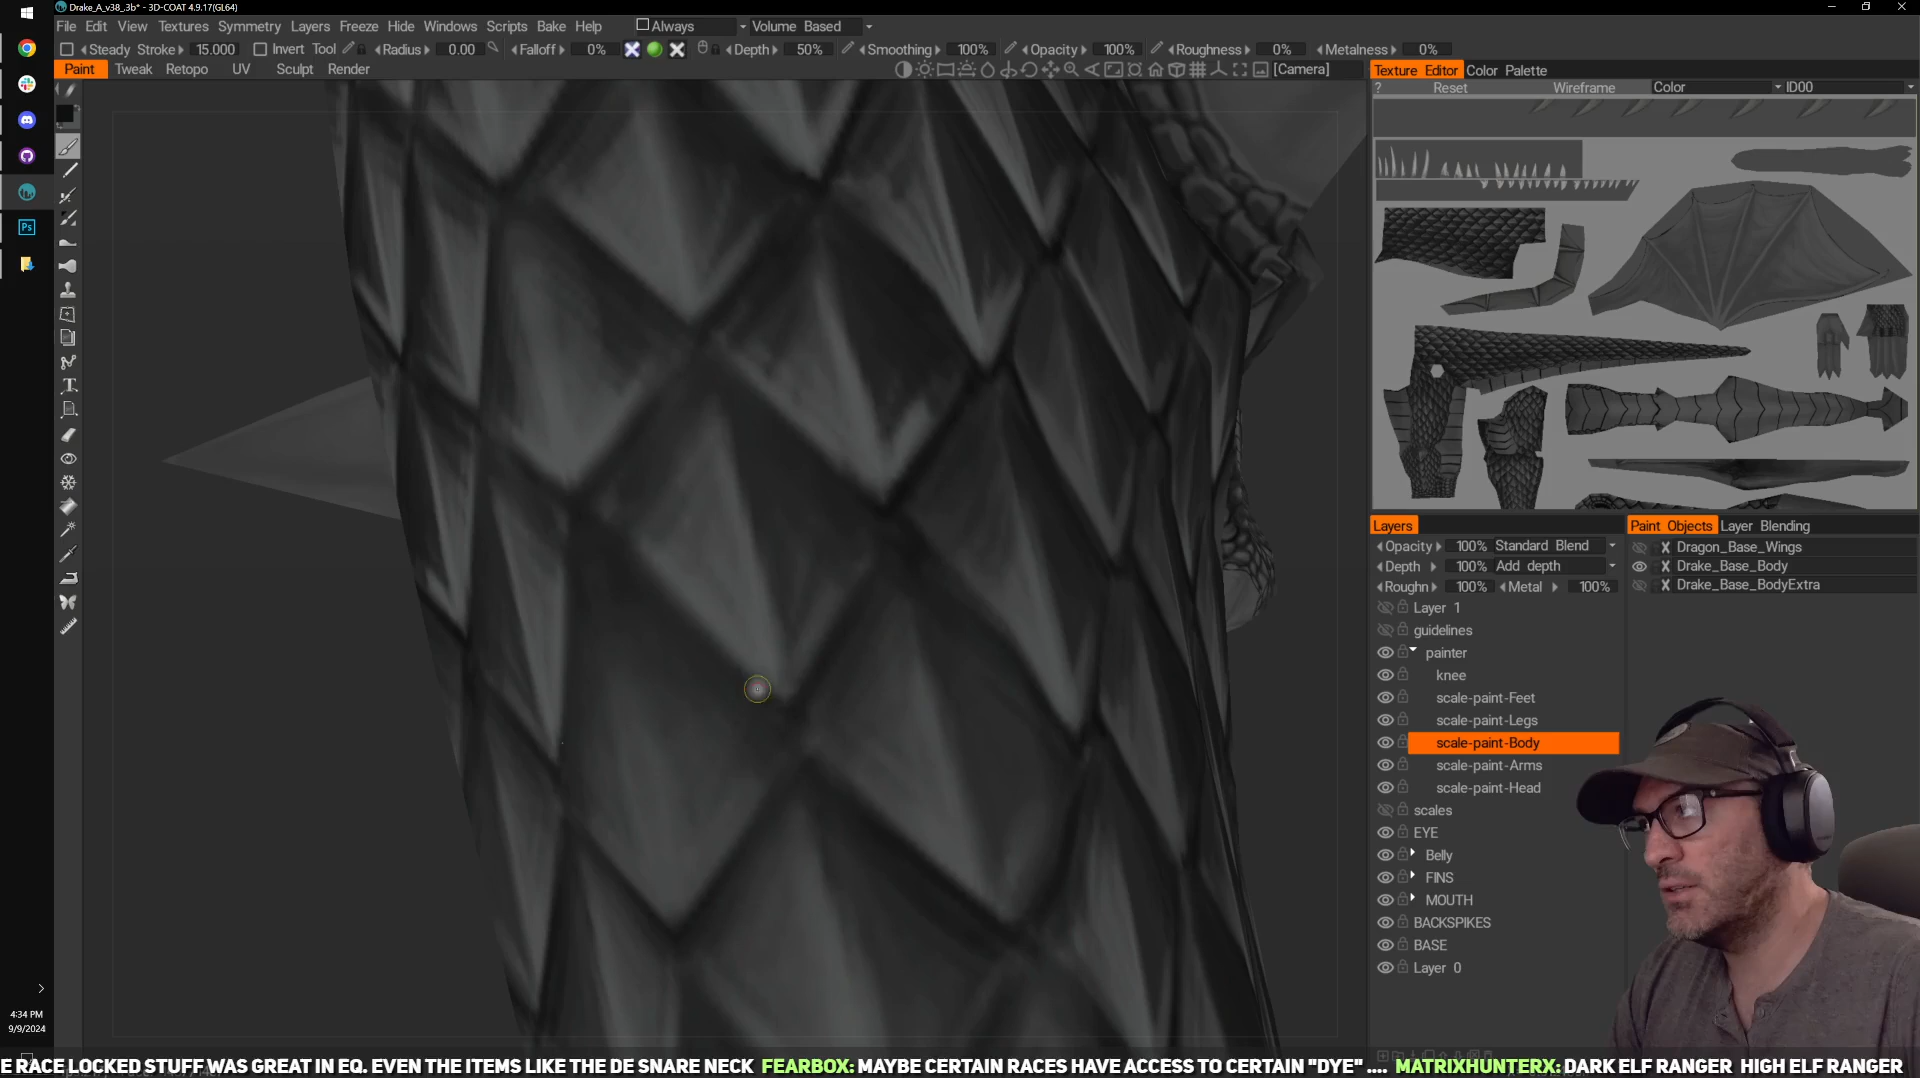 Drake_A_v38_.3b* - 3D-COAT 4.9.17(GL64)
File Edit View Textures Symmetry Layers Freeze Hide Windows Scripts Bake Help Always Volume Based
Steady Stroke 15.000 Invert Tool Radius 0.00 Falloff 0% Depth 50% Smoothing 100% Opacity 100% Roughness 0% Metalness 0%
Paint Tweak Retopo UV Sculpt Render [Camera]
Texture Editor Color Palette
? Reset Wireframe Color ID00
Layers
Opacity 100% Standard Blend
Depth 100% Add depth
Roughn 100% Metal 100%
Layer 1
guidelines
painter
knee
scale-paint-Feet
scale-paint-Legs
scale-paint-Body
scale-paint-Arms
scale-paint-Head
scales
EYE
Belly
FINS
MOUTH
BACKSPIKES
BASE
Layer 0
Paint Objects Layer Blending
Dragon_Base_Wings
Drake_Base_Body
Drake_Base_BodyExtra
Ps
4:34 PM
9/9/2024
E RACE LOCKED STUFF WAS GREAT IN EQ. EVEN THE ITEMS LIKE THE DE SNARE NECK FEARBOX: MAYBE CERTAIN RACES HAVE ACCESS TO CERTAIN "DYE" .... MATRIXHUNTERX: DARK ELF RANGER HIGH ELF RANGER